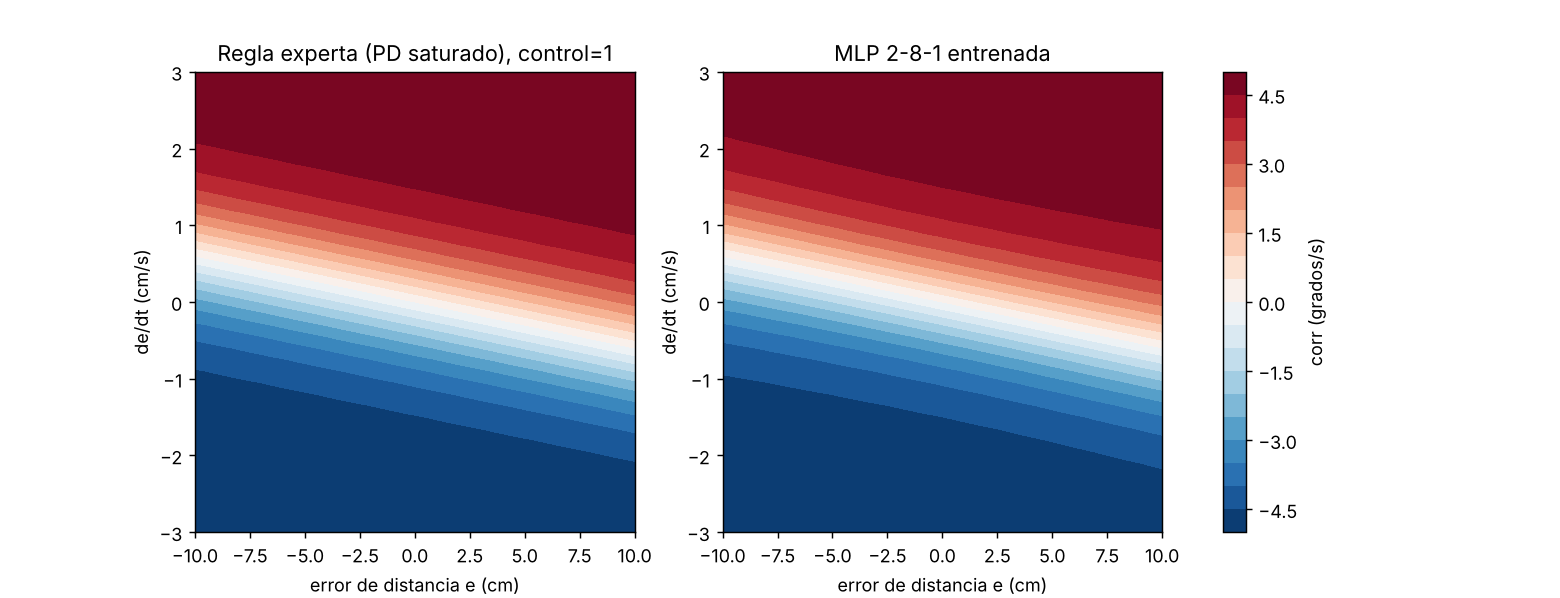 Regla experta (PD saturado), control=1
3
2
1
0
−1
−2
−3
de/dt (cm/s)
−10.0 −7.5 −5.0 −2.5 0.0 2.5 5.0 7.5 10.0
error de distancia e (cm)
MLP 2-8-1 entrenada
3
2
1
0
−1
−2
−3
de/dt (cm/s)
−10.0 −7.5 −5.0 −2.5 0.0 2.5 5.0 7.5 10.0
error de distancia e (cm)
4.5
3.0
1.5
0.0
−1.5
−3.0
−4.5
corr (grados/s)